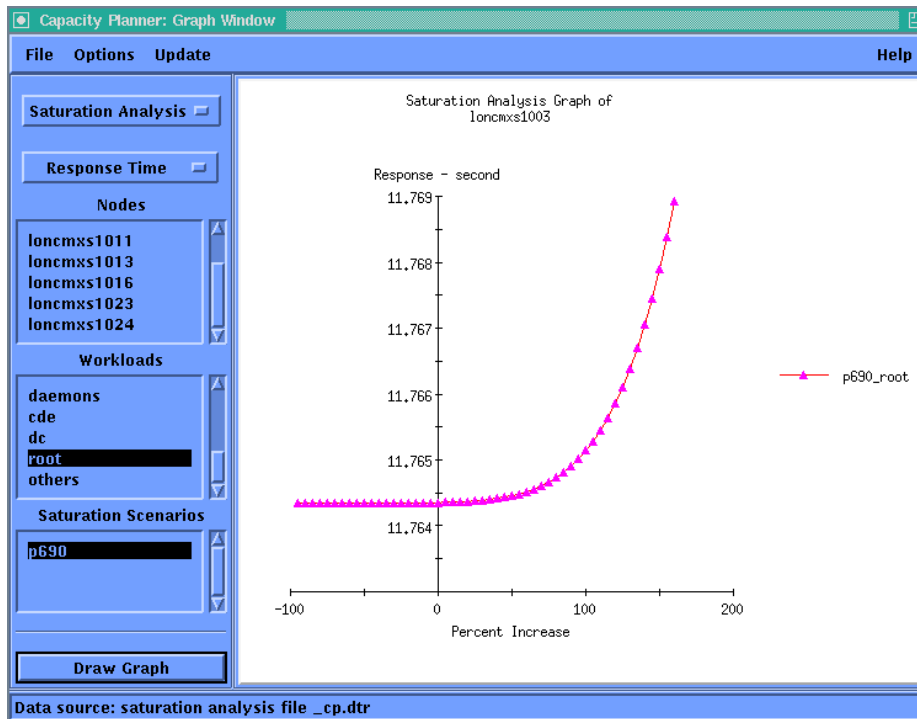 Capacity Planner: Graph Window
File Options Update Help
Saturation Analysis
Response Time
Nodes
loncmxs1011
loncmxs1013
loncmxs1016
loncmxs1023
loncmxs1024
Workloads
daemons
cde
dc
root
others
Saturation Scenarios
p690
Draw Graph
Saturation Analysis Graph of
loncmxs1003
Response - second
11.769
11.768
11.767
11.766
11.765
11.764
-100 0 100 200
Percent Increase
p690_root
Data source: saturation analysis file _cp.dtr